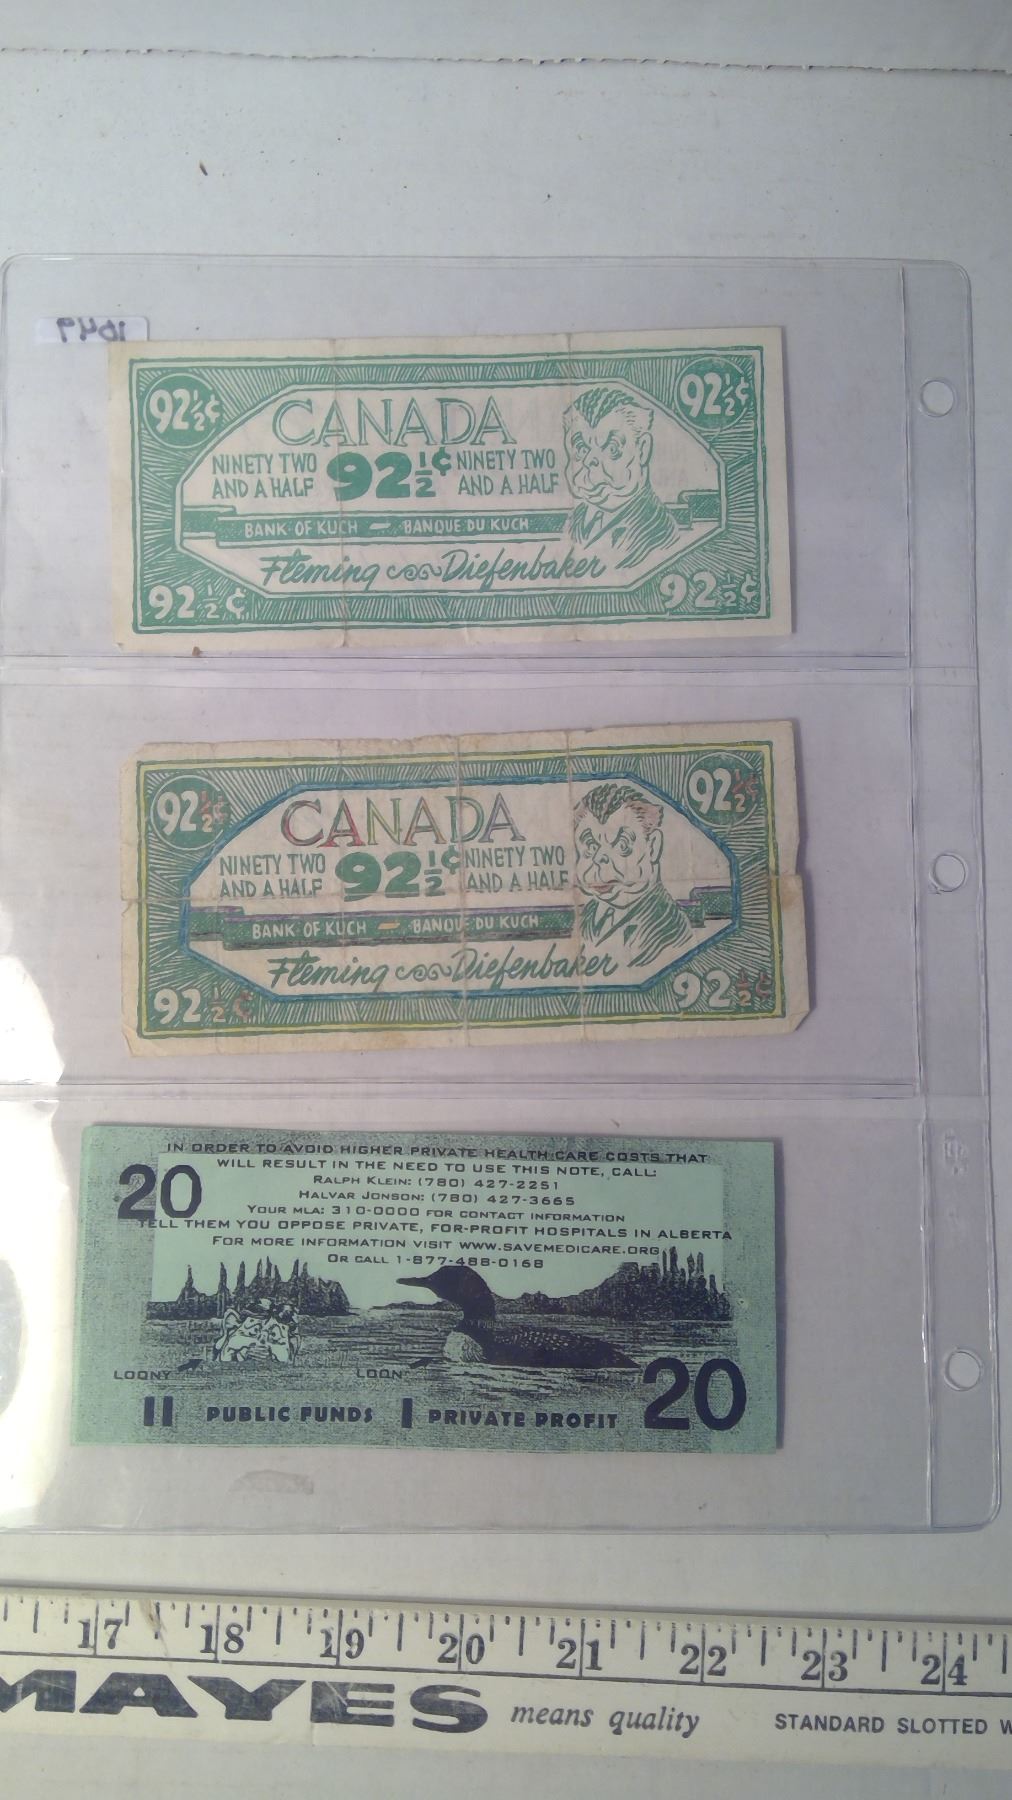 1649
92½¢ 92½¢
CANADA
NINETY TWO AND A HALF 92½¢ NINETY TWO AND A HALF
BANK OF KUCH — BANQUE DU KUCH
Fleming Diefenbaker
92½¢ 92½¢
92½¢ 92½¢
CANADA
NINETY TWO AND A HALF 92½¢ NINETY TWO AND A HALF
BANK OF KUCH — BANQUE DU KUCH
Fleming Diefenbaker
92½¢ 92½¢
IN ORDER TO AVOID HIGHER PRIVATE HEALTH CARE COSTS THAT
WILL RESULT IN THE NEED TO USE THIS NOTE, CALL:
20
RALPH KLEIN: (780) 427-2251
HALVAR JONSON: (780) 427-3665
YOUR MLA: 310-0000 FOR CONTACT INFORMATION
TELL THEM YOU OPPOSE PRIVATE, FOR-PROFIT HOSPITALS IN ALBERTA
FOR MORE INFORMATION VISIT WWW.SAVEMEDICARE.ORG
OR CALL 1-877-488-0168
LOONY LOON
II PUBLIC FUNDS | PRIVATE PROFIT 20
17 18 19 20 21 22 23 24
MAYES means quality STANDARD SLOTTED